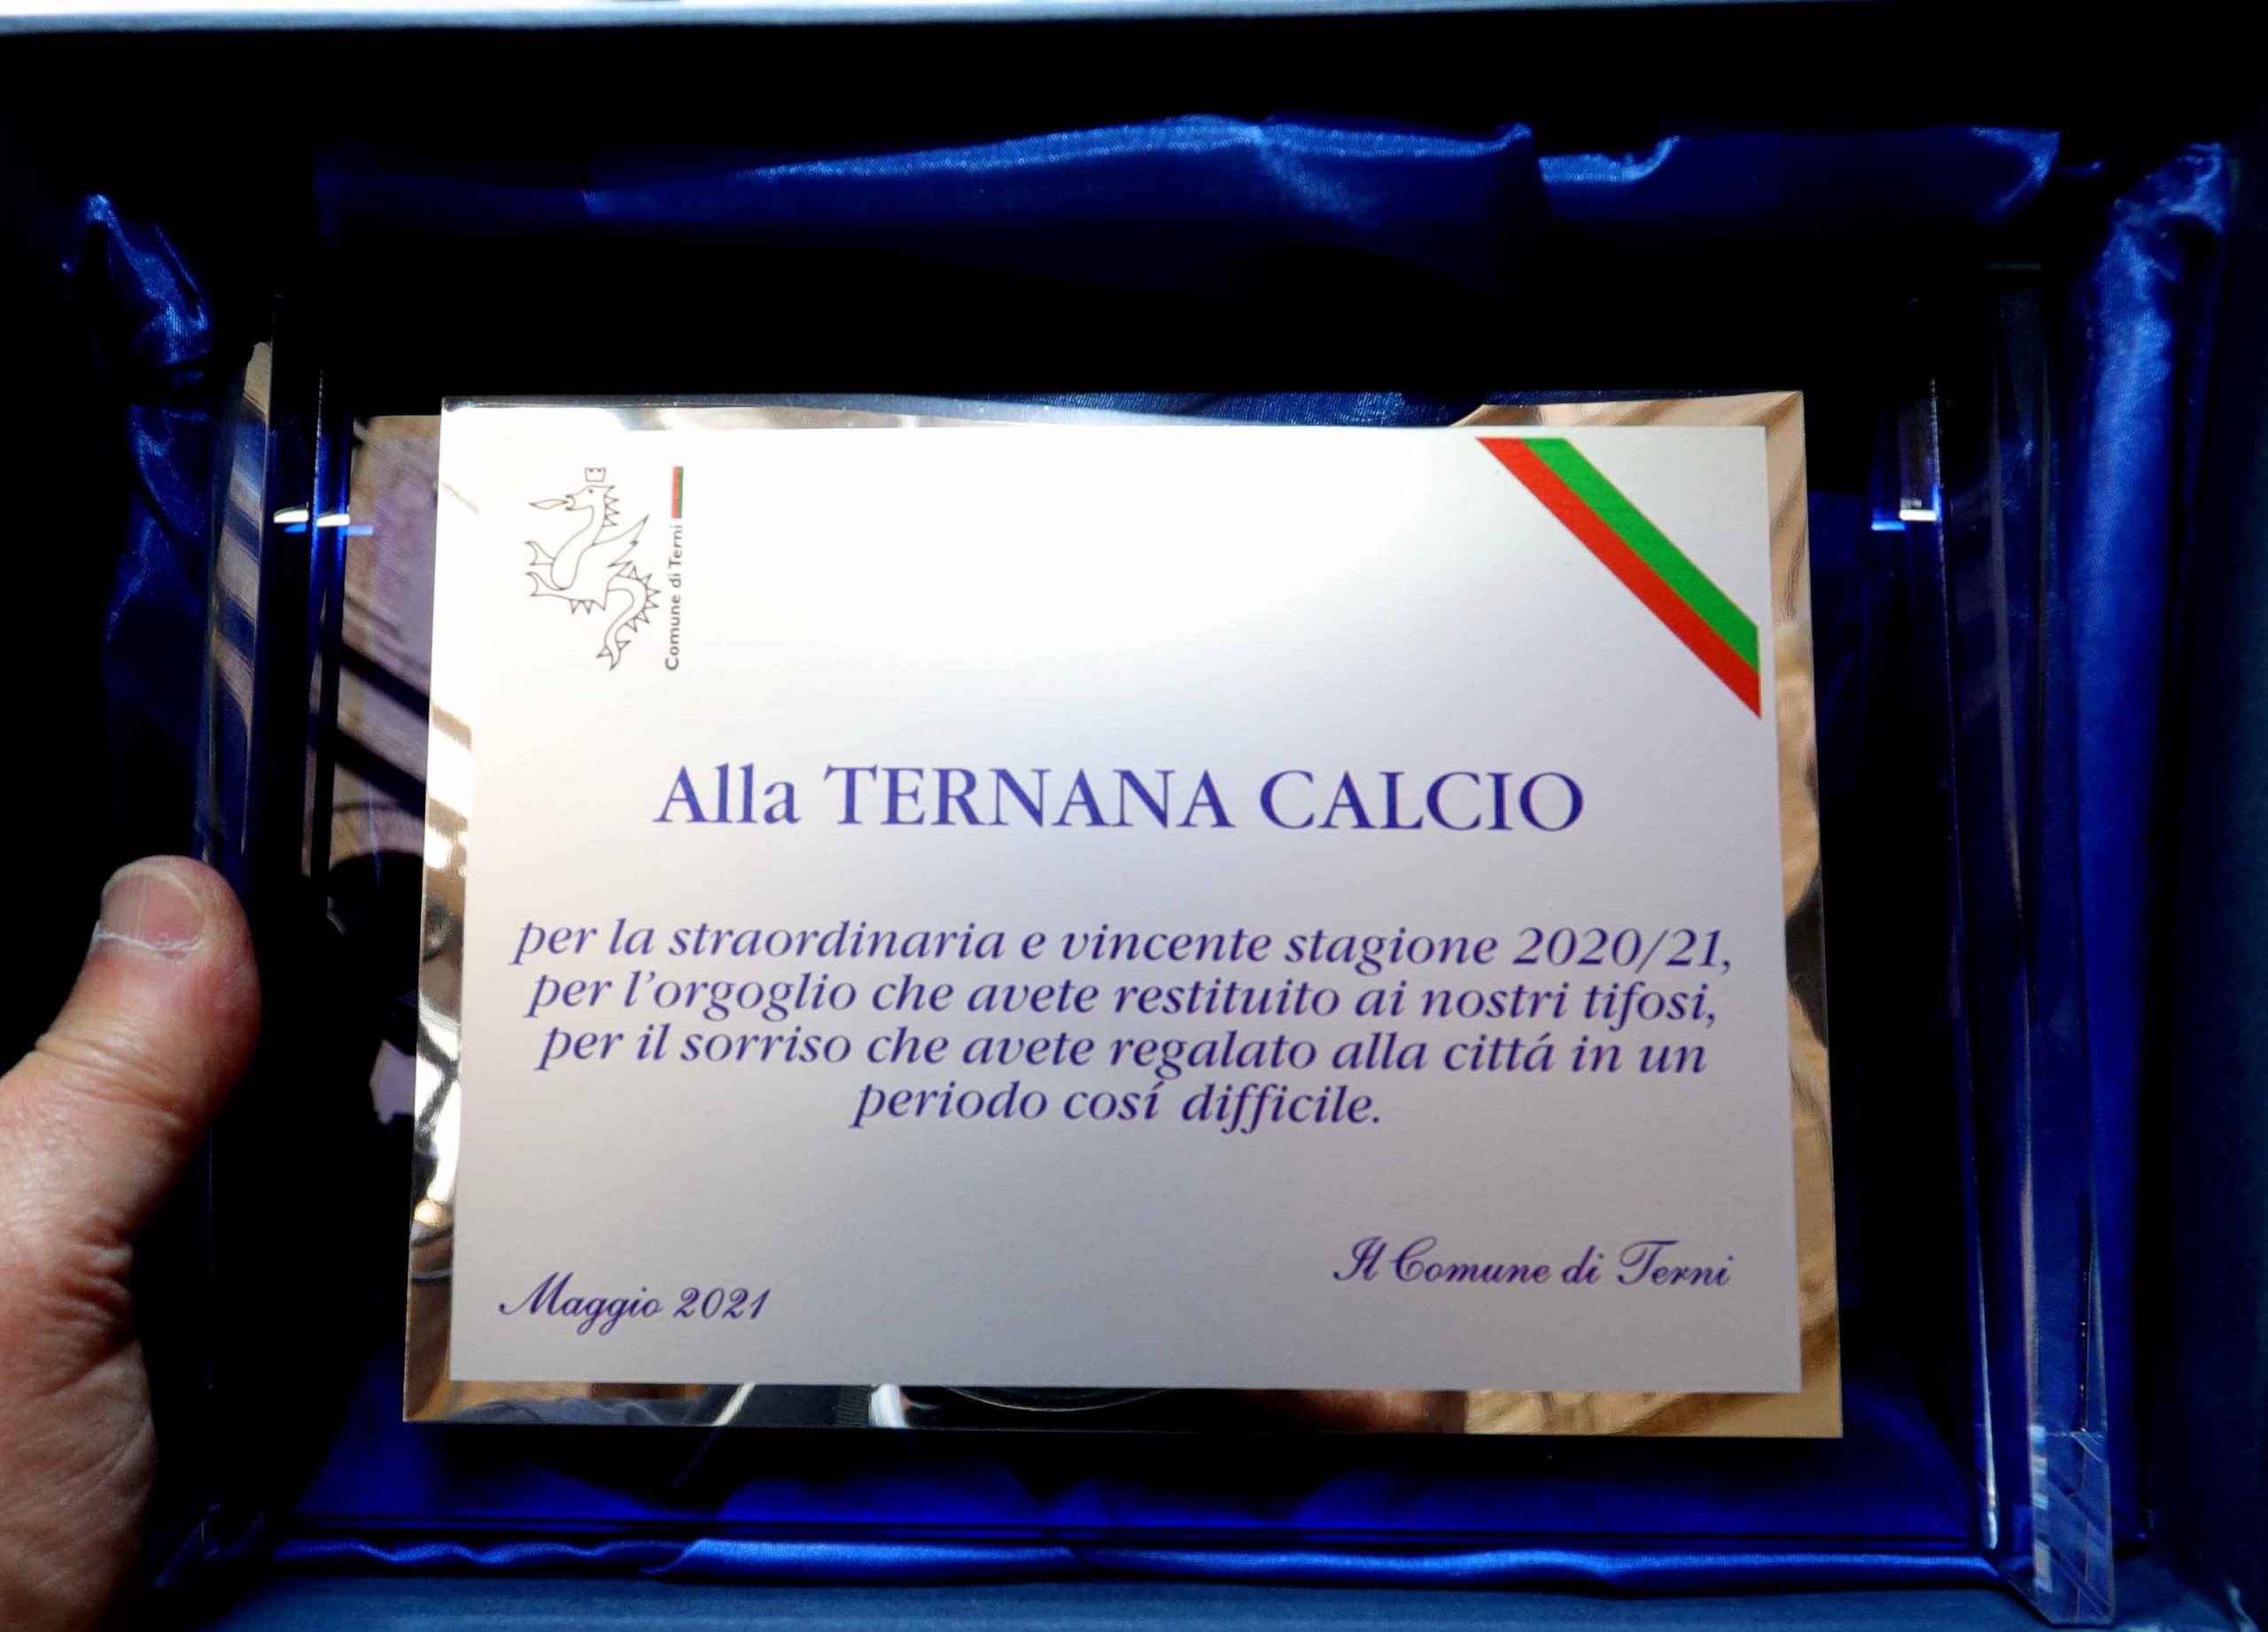 Comune di Terni
Alla TERNANA CALCIO
per la straordinaria e vincente stagione 2020/21,
per l'orgoglio che avete restituito ai nostri tifosi,
per il sorriso che avete regalato alla cittá in un
periodo cosí difficile.
Il Comune di Terni
Maggio 2021